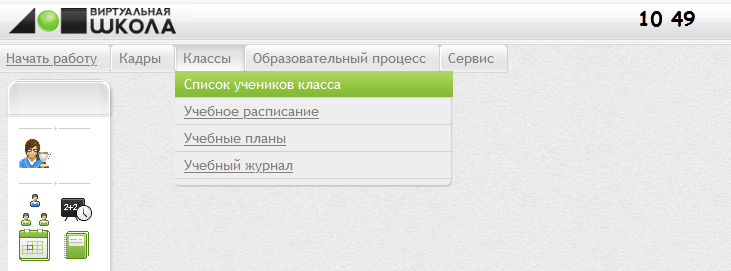 ВИРТУАЛЬНАЯ
ШКОЛА
10 49
Начать работу Кадры Классы Образовательный процесс Сервис
Список учеников класса
Учебное расписание
Учебные планы
Учебный журнал
2+2